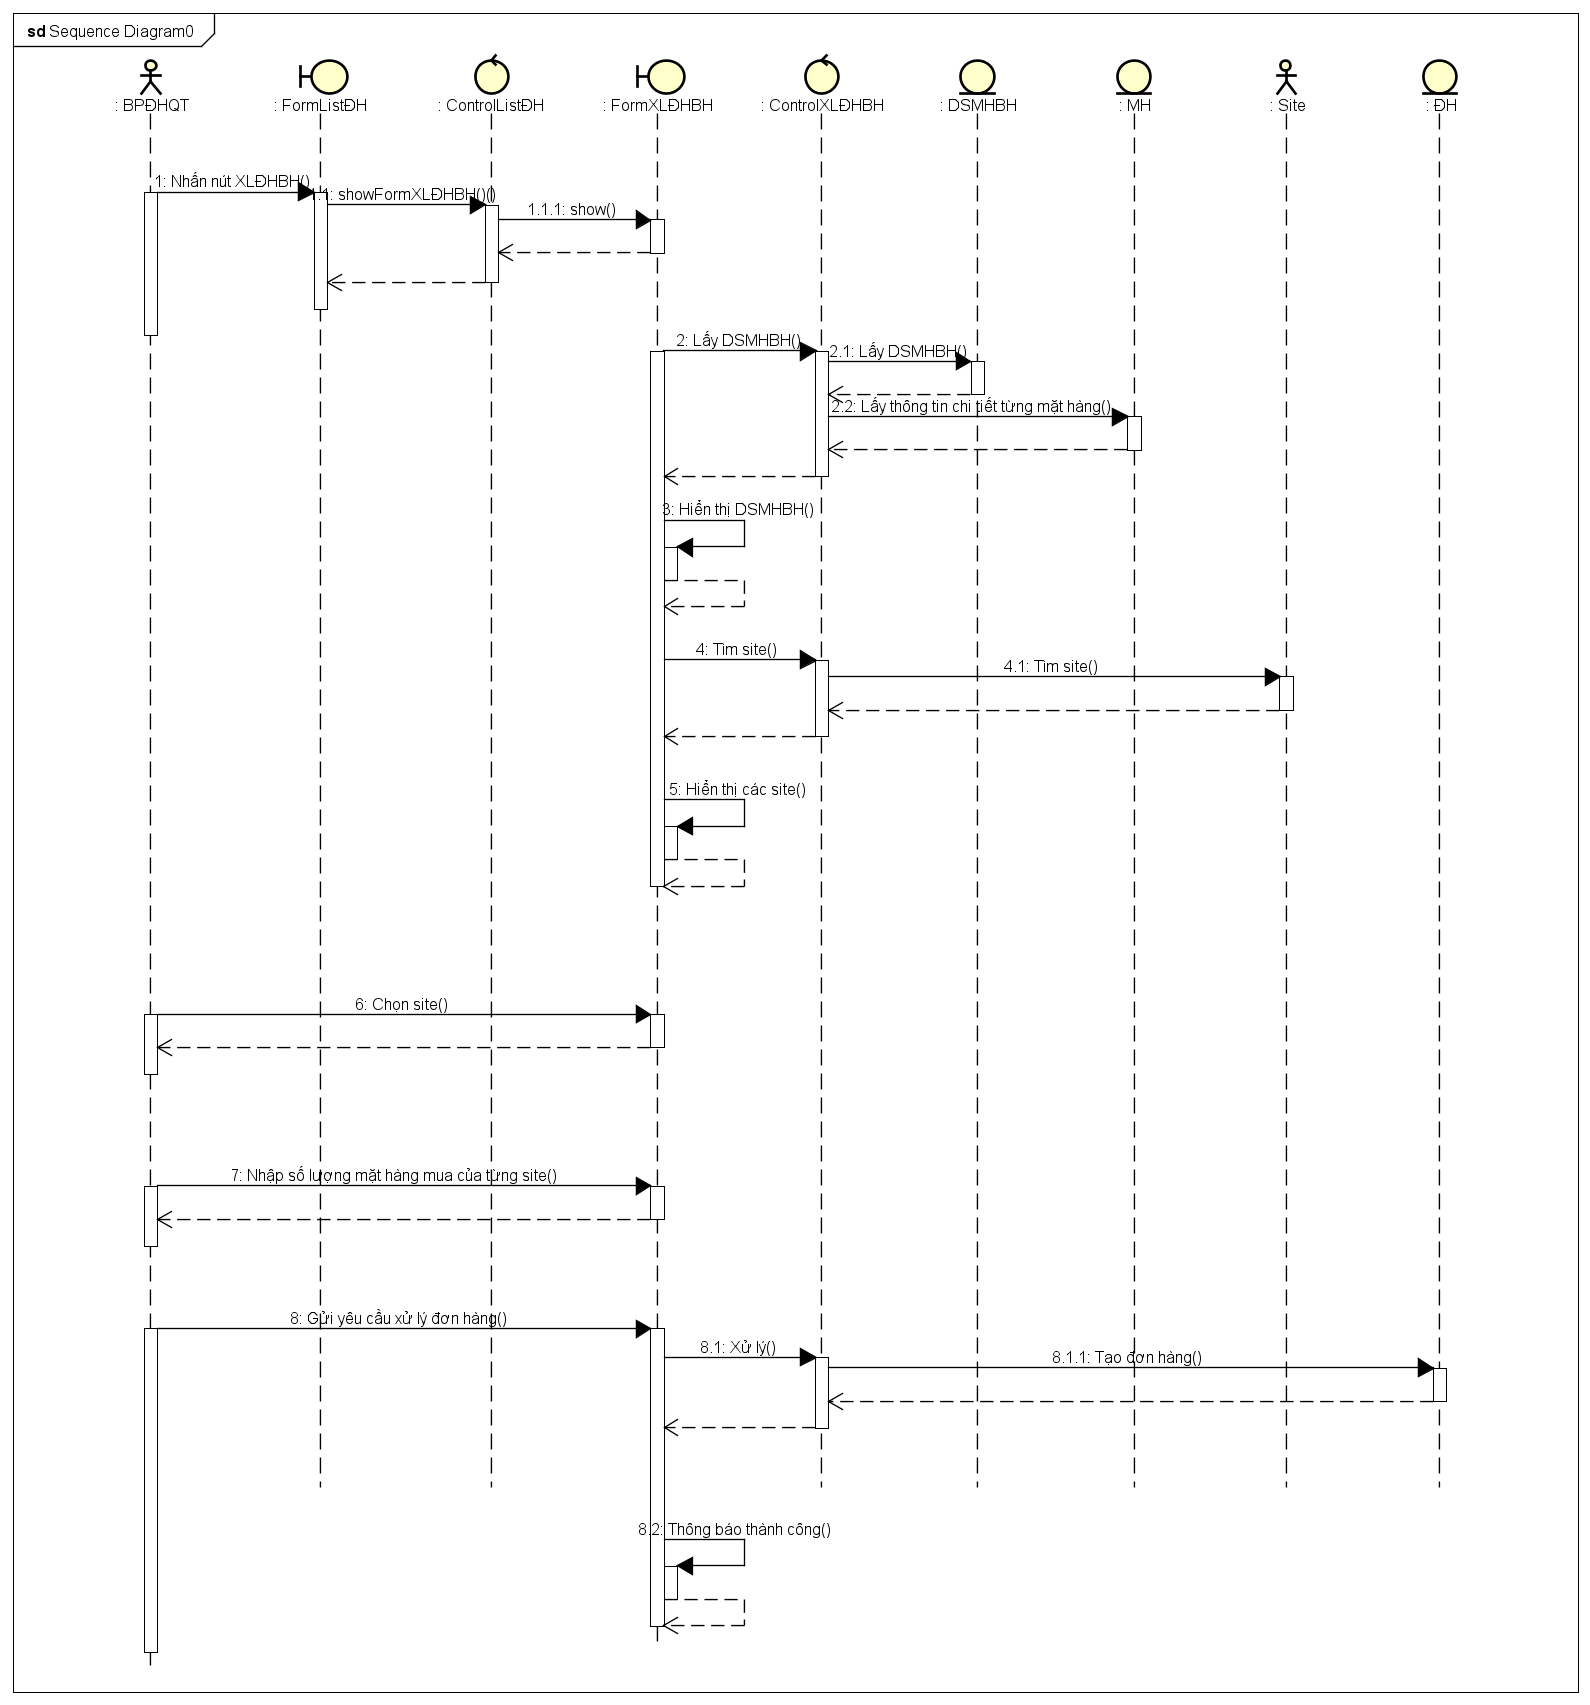 sd Sequence Diagram0
: BPĐHQT
: FormListĐH
: ControlListĐH
: FormXLĐHBH
: ControlXLĐHBH
: DSMHBH
: MH
: Site
: ĐH
1: Nhấn nút XLĐHBH()
1.1: showFormXLĐHBH()()
1.1.1: show()
2: Lấy DSMHBH()
2.1: Lấy DSMHBH()
2.2: Lấy thông tin chi tiết từng mặt hàng()
3: Hiển thị DSMHBH()
4: Tìm site()
4.1: Tìm site()
5: Hiển thị các site()
6: Chọn site()
7: Nhập số lượng mặt hàng mua của từng site()
8: Gửi yêu cầu xử lý đơn hàng()
8.1: Xử lý()
8.1.1: Tạo đơn hàng()
8.2: Thông báo thành công()